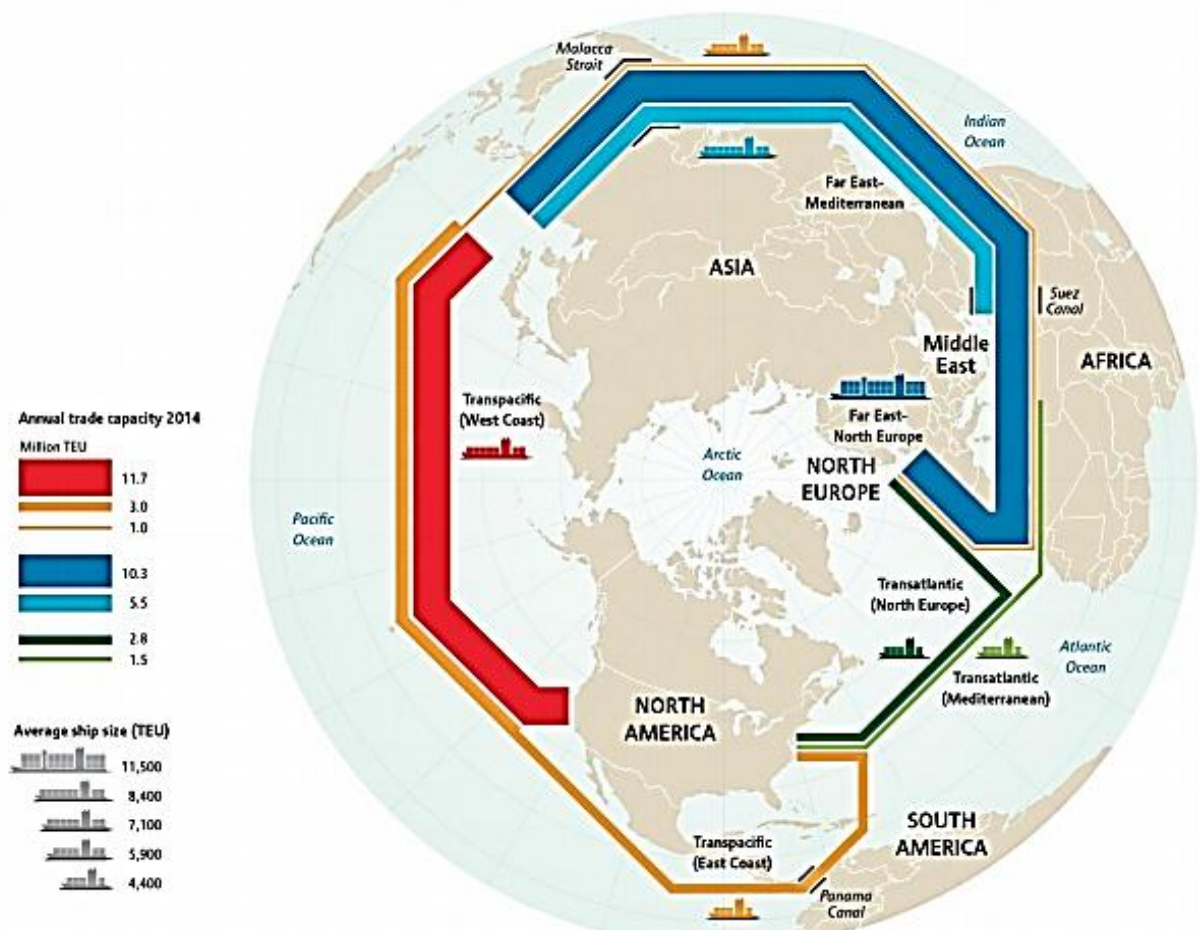 Malacca
Strait
Indian
Ocean
Far East-
Mediterranean
ASIA
Suez
Canal
Middle
East
AFRICA
Annual trade capacity 2014
Million TEU
11.7
3.0
1.0
10.3
5.5
2.8
1.5
Transpacific
(West Coast)
Far East-
North Europe
Arctic
Ocean
NORTH
EUROPE
Pacific
Ocean
Transatlantic
(North Europe)
Atlantic
Ocean
Transatlantic
(Mediterranean)
NORTH
AMERICA
Average ship size (TEU)
11,500
8,400
7,100
5,900
4,400
SOUTH
AMERICA
Transpacific
(East Coast)
Panama
Canal